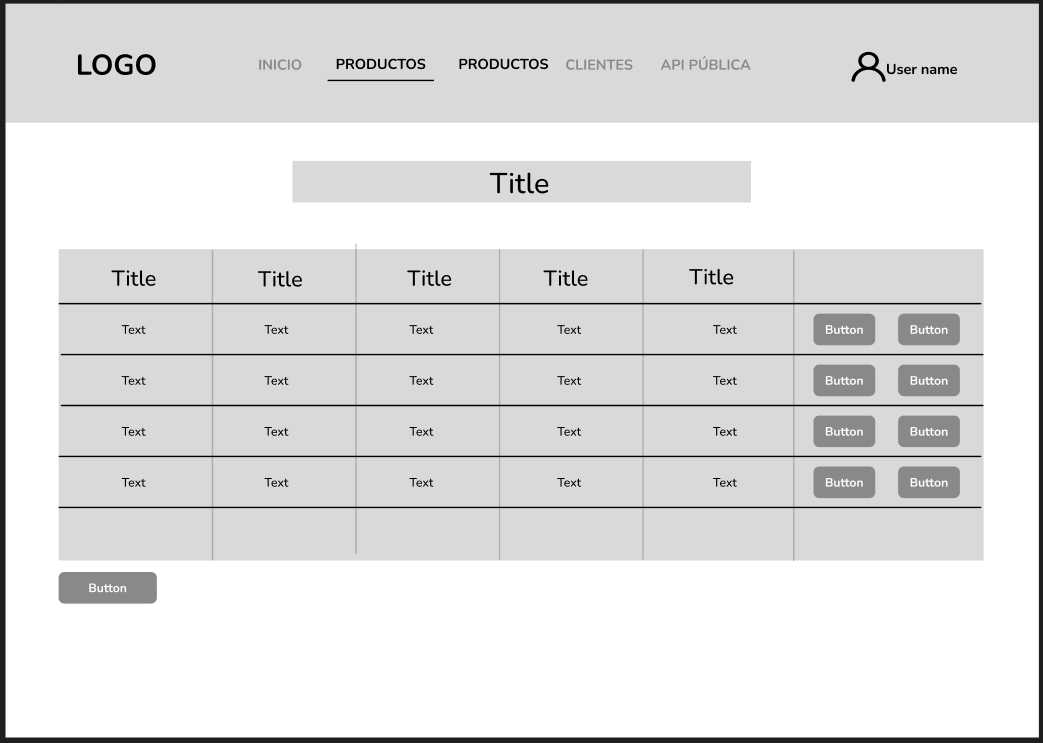 LOGO INICIO PRODUCTOS PRODUCTOS CLIENTES API PÚBLICA User name
Title
Title Title Title Title Title
Text Text Text Text Text Button Button
Text Text Text Text Text Button Button
Text Text Text Text Text Button Button
Text Text Text Text Text Button Button
Button